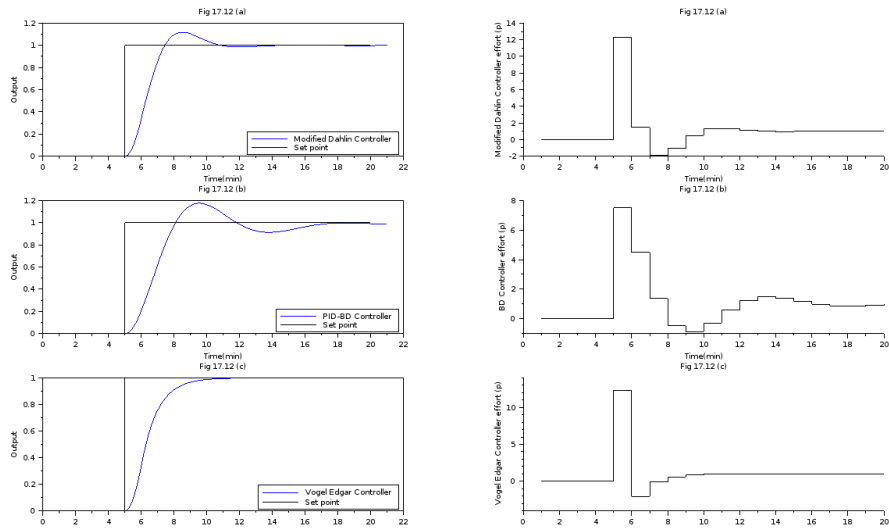 Fig 17.12 (a)
1.2
1
0.8
0.6
0.4
0.2
0
Output
Modified Dahlin Controller
Set point
0 2 4 6 8 10 12 14 16 18 20 22
Time(min)
Fig 17.12 (a)
14
12
10
8
6
4
2
0
-2
Modified Dahlin Controller effort (p)
0 2 4 6 8 10 12 14 16 18 20
Time(min)
Fig 17.12 (b)
1.2
1
0.8
0.6
0.4
0.2
0
Output
PID-BD Controller
Set point
0 2 4 6 8 10 12 14 16 18 20 22
Time(min)
Fig 17.12 (b)
8
6
4
2
0
BD Controller effort (p)
0 2 4 6 8 10 12 14 16 18 20
Time(min)
Fig 17.12 (c)
1
0.8
0.6
0.4
0.2
0
Output
Vogel Edgar Controller
Set point
0 2 4 6 8 10 12 14 16 18 20 22
Fig 17.12 (c)
10
5
0
Vogel Edgar Controller effort (p)
0 2 4 6 8 10 12 14 16 18 20